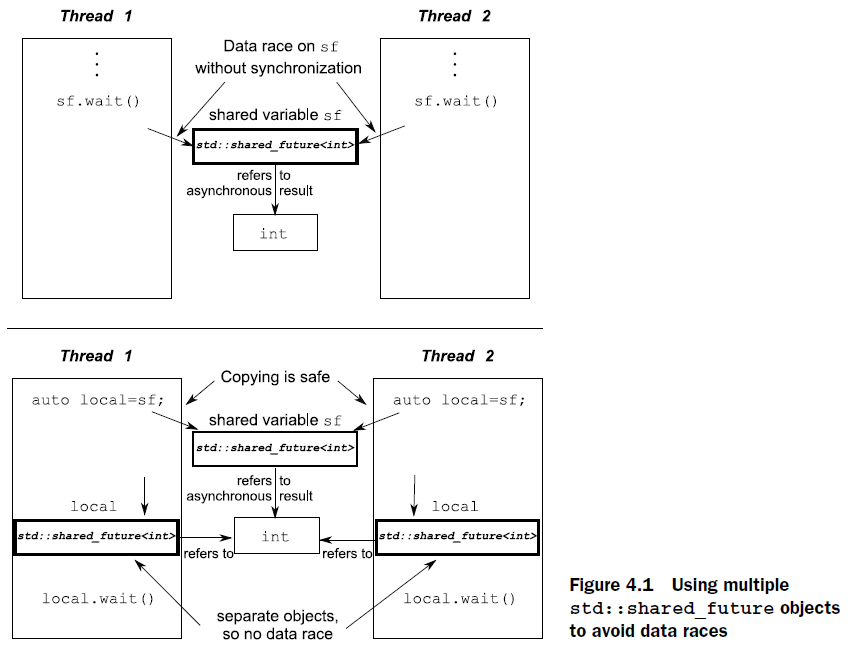 Thread 1
Thread 2
Data race on sf
without synchronization
sf.wait()
sf.wait()
shared variable sf
std::shared_future<int>
refers to
asynchronous result
int
Thread 1
Thread 2
Copying is safe
auto local=sf;
auto local=sf;
shared variable sf
std::shared_future<int>
refers to
asynchronous result
local
local
std::shared_future<int>
int
std::shared_future<int>
refers to
refers to
local.wait()
local.wait()
separate objects,
so no data race
Figure 4.1 Using multiple
std::shared_future objects
to avoid data races